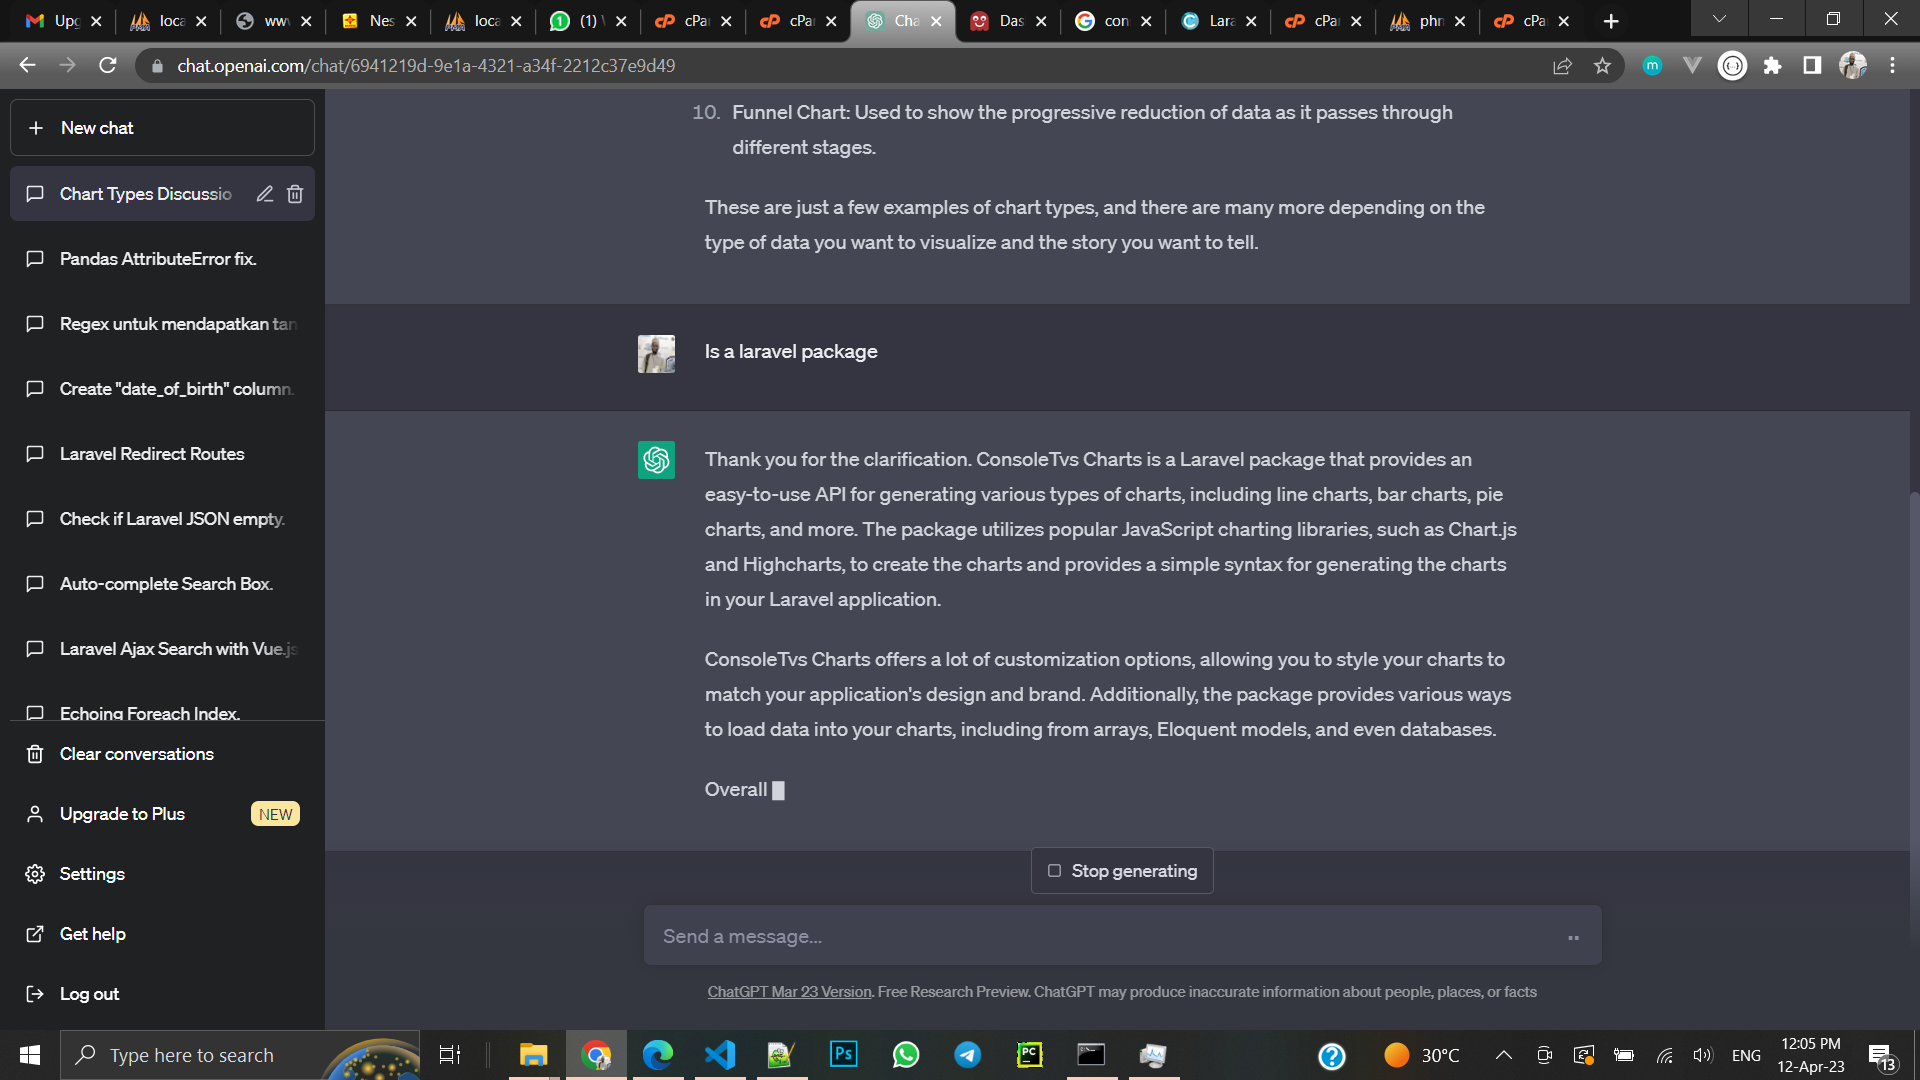 Upg
loca
ww
Nes
loca
(1)
cPa
cPa
Cha
Das
con
Lara
cPa
phn
cPa
chat.openai.com/chat/6941219d-9e1a-4321-a34f-2212c37e9d49
New chat
Chart Types Discussio
Pandas AttributeError fix.
Regex untuk mendapatkan tan
Create "date_of_birth" column.
Laravel Redirect Routes
Check if Laravel JSON empty.
Auto-complete Search Box.
Laravel Ajax Search with Vue.js
Echoing Foreach Index.
Clear conversations
Upgrade to Plus NEW
Settings
Get help
Log out
10. Funnel Chart: Used to show the progressive reduction of data as it passes through
different stages.
These are just a few examples of chart types, and there are many more depending on the
type of data you want to visualize and the story you want to tell.
Is a laravel package
Thank you for the clarification. ConsoleTvs Charts is a Laravel package that provides an
easy-to-use API for generating various types of charts, including line charts, bar charts, pie
charts, and more. The package utilizes popular JavaScript charting libraries, such as Chart.js
and Highcharts, to create the charts and provides a simple syntax for generating the charts
in your Laravel application.
ConsoleTvs Charts offers a lot of customization options, allowing you to style your charts to
match your application's design and brand. Additionally, the package provides various ways
to load data into your charts, including from arrays, Eloquent models, and even databases.
Overall
Stop generating
Send a message...
ChatGPT Mar 23 Version. Free Research Preview. ChatGPT may produce inaccurate information about people, places, or facts
Type here to search
Ps
PC
30°C
ENG
12:05 PM
12-Apr-23
13